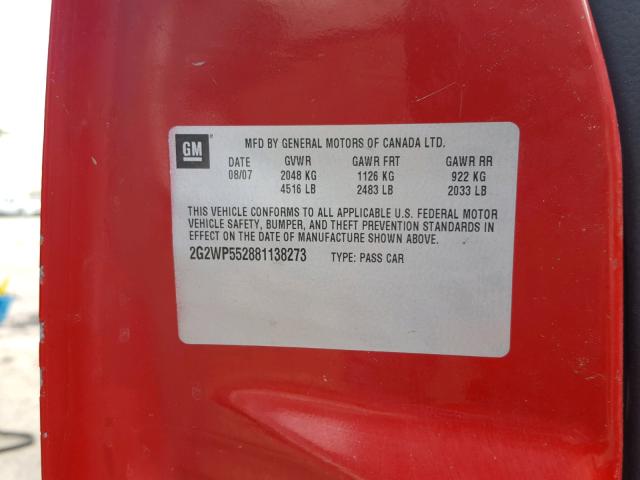 GM
MFD BY GENERAL MOTORS OF CANADA LTD.
DATE GVWR GAWR FRT GAWR RR
08/07 2048 KG 1126 KG 922 KG
4516 LB 2483 LB 2033 LB
THIS VEHICLE CONFORMS TO ALL APPLICABLE U.S. FEDERAL MOTOR
VEHICLE SAFETY, BUMPER, AND THEFT PREVENTION STANDARDS IN
EFFECT ON THE DATE OF MANUFACTURE SHOWN ABOVE.
2G2WP552881138273 TYPE: PASS CAR